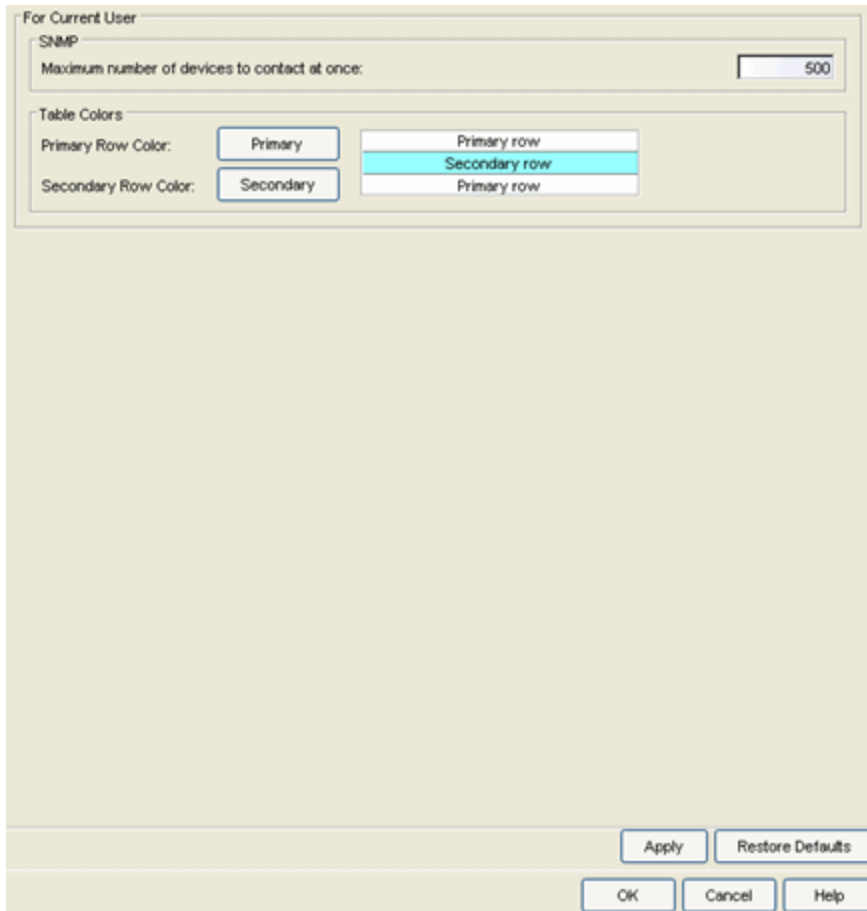 For Current User
SNMP
Maximum number of devices to contact at once: 500
Table Colors
Primary Row Color: Primary Primary row
Secondary row
Secondary Row Color: Secondary Primary row
Apply Restore Defaults
OK Cancel Help